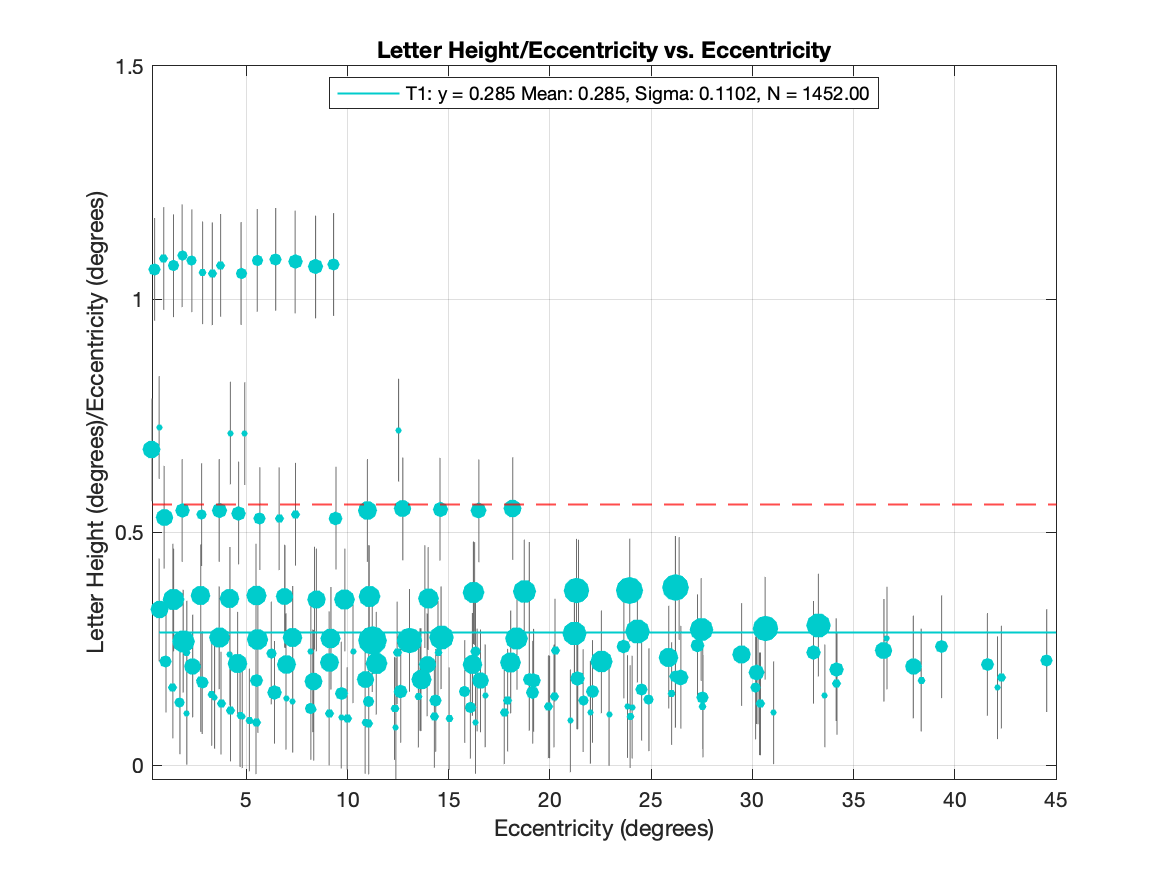 Letter Height/Eccentricity vs. Eccentricity
T1: y = 0.285 Mean: 0.285, Sigma: 0.1102, N = 1452.00
Letter Height (degrees)/Eccentricity (degrees)
1.5
1
0.5
0
5 10 15 20 25 30 35 40 45
Eccentricity (degrees)